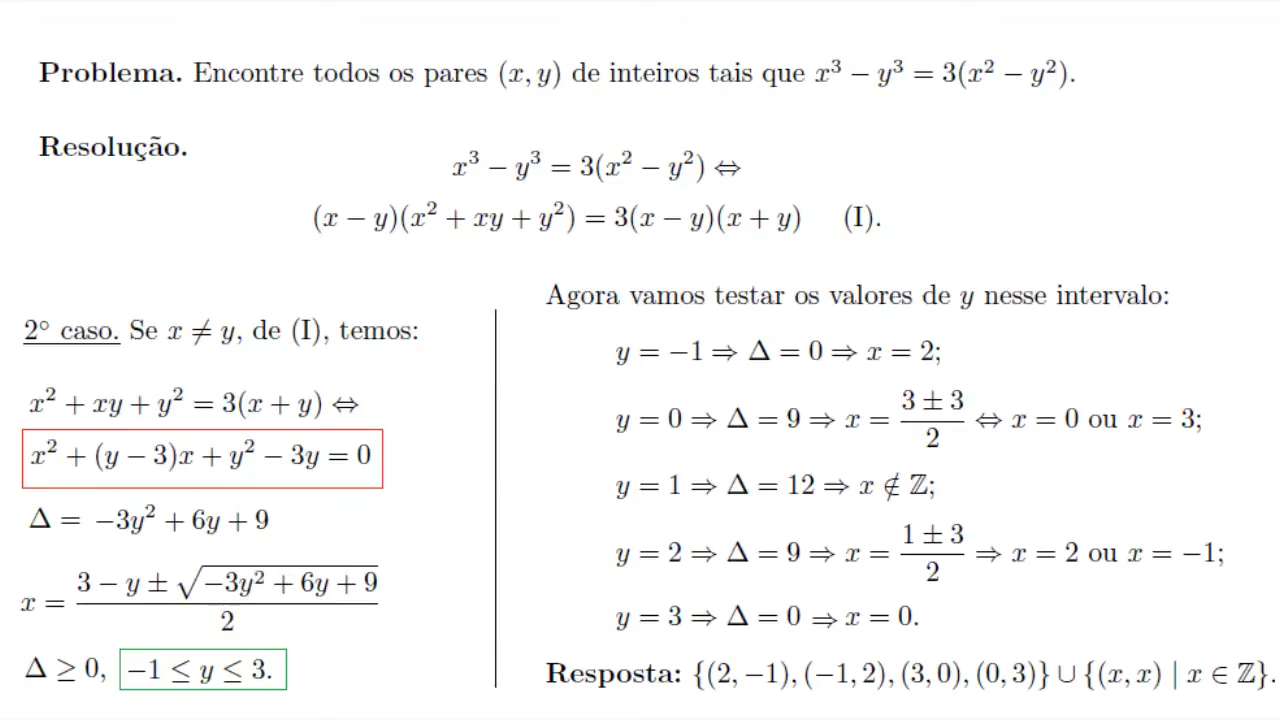 Problema. Encontre todos os pares (x, y) de inteiros tais que x³ − y³ = 3(x² − y²).
Resolução.
x³ − y³ = 3(x² − y²) ⇔
(x − y)(x² + xy + y²) = 3(x − y)(x + y) (I).
2° caso. Se x ≠ y, de (I), temos:
x² + xy + y² = 3(x + y) ⇔
x² + (y − 3)x + y² − 3y = 0
Δ = −3y² + 6y + 9
x = (3 − y ± √(−3y² + 6y + 9))/2
Δ ≥ 0, −1 ≤ y ≤ 3.
Agora vamos testar os valores de y nesse intervalo:
y = −1 ⇒ Δ = 0 ⇒ x = 2;
y = 0 ⇒ Δ = 9 ⇒ x = (3 ± 3)/2 ⇔ x = 0 ou x = 3;
y = 1 ⇒ Δ = 12 ⇒ x ∉ ℤ;
y = 2 ⇒ Δ = 9 ⇒ x = (1 ± 3)/2 ⇒ x = 2 ou x = −1;
y = 3 ⇒ Δ = 0 ⇒ x = 0.
Resposta: {(2, −1), (−1, 2), (3, 0), (0, 3)} ∪ {(x, x) | x ∈ ℤ}.